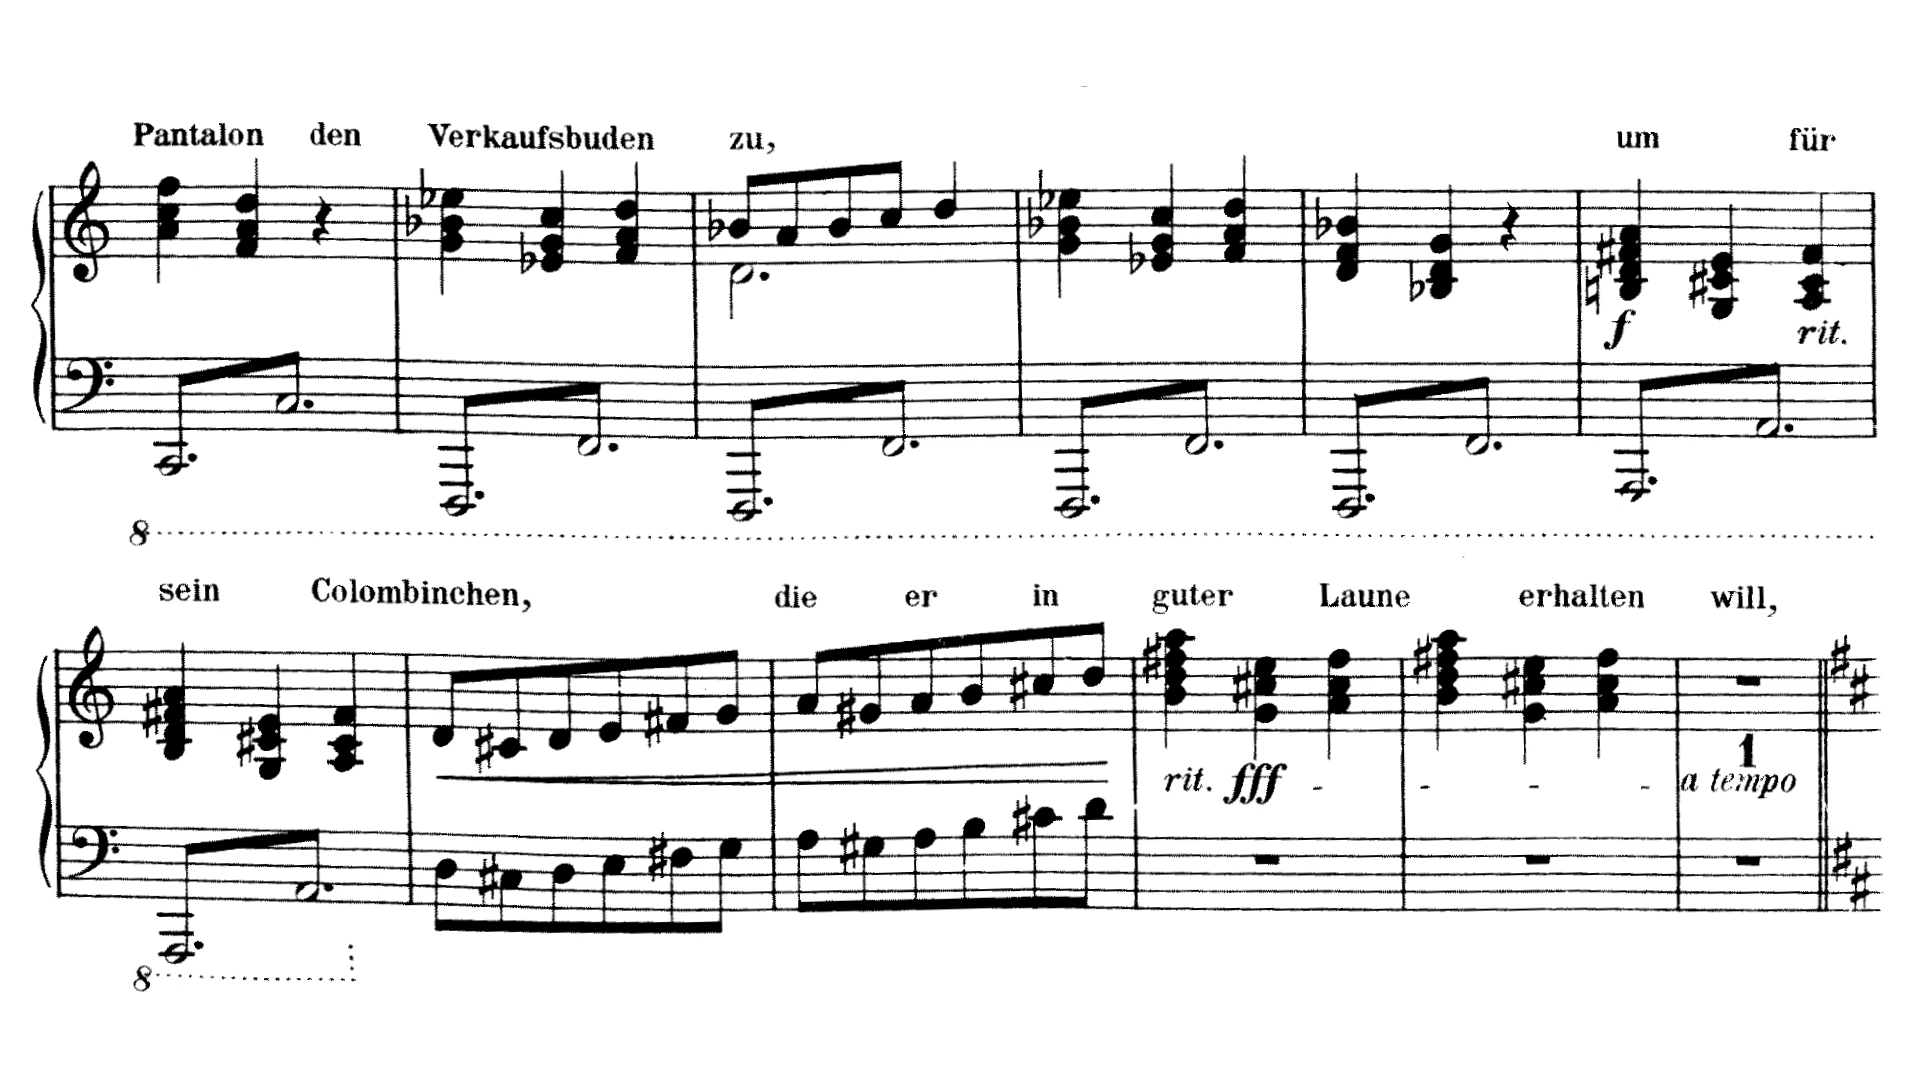 Pantalon den Verkaufsbuden zu, um für
f rit.
8
sein Colombinchen, die er in guter Laune erhalten will,
1
rit. fff - - - - a tempo
8